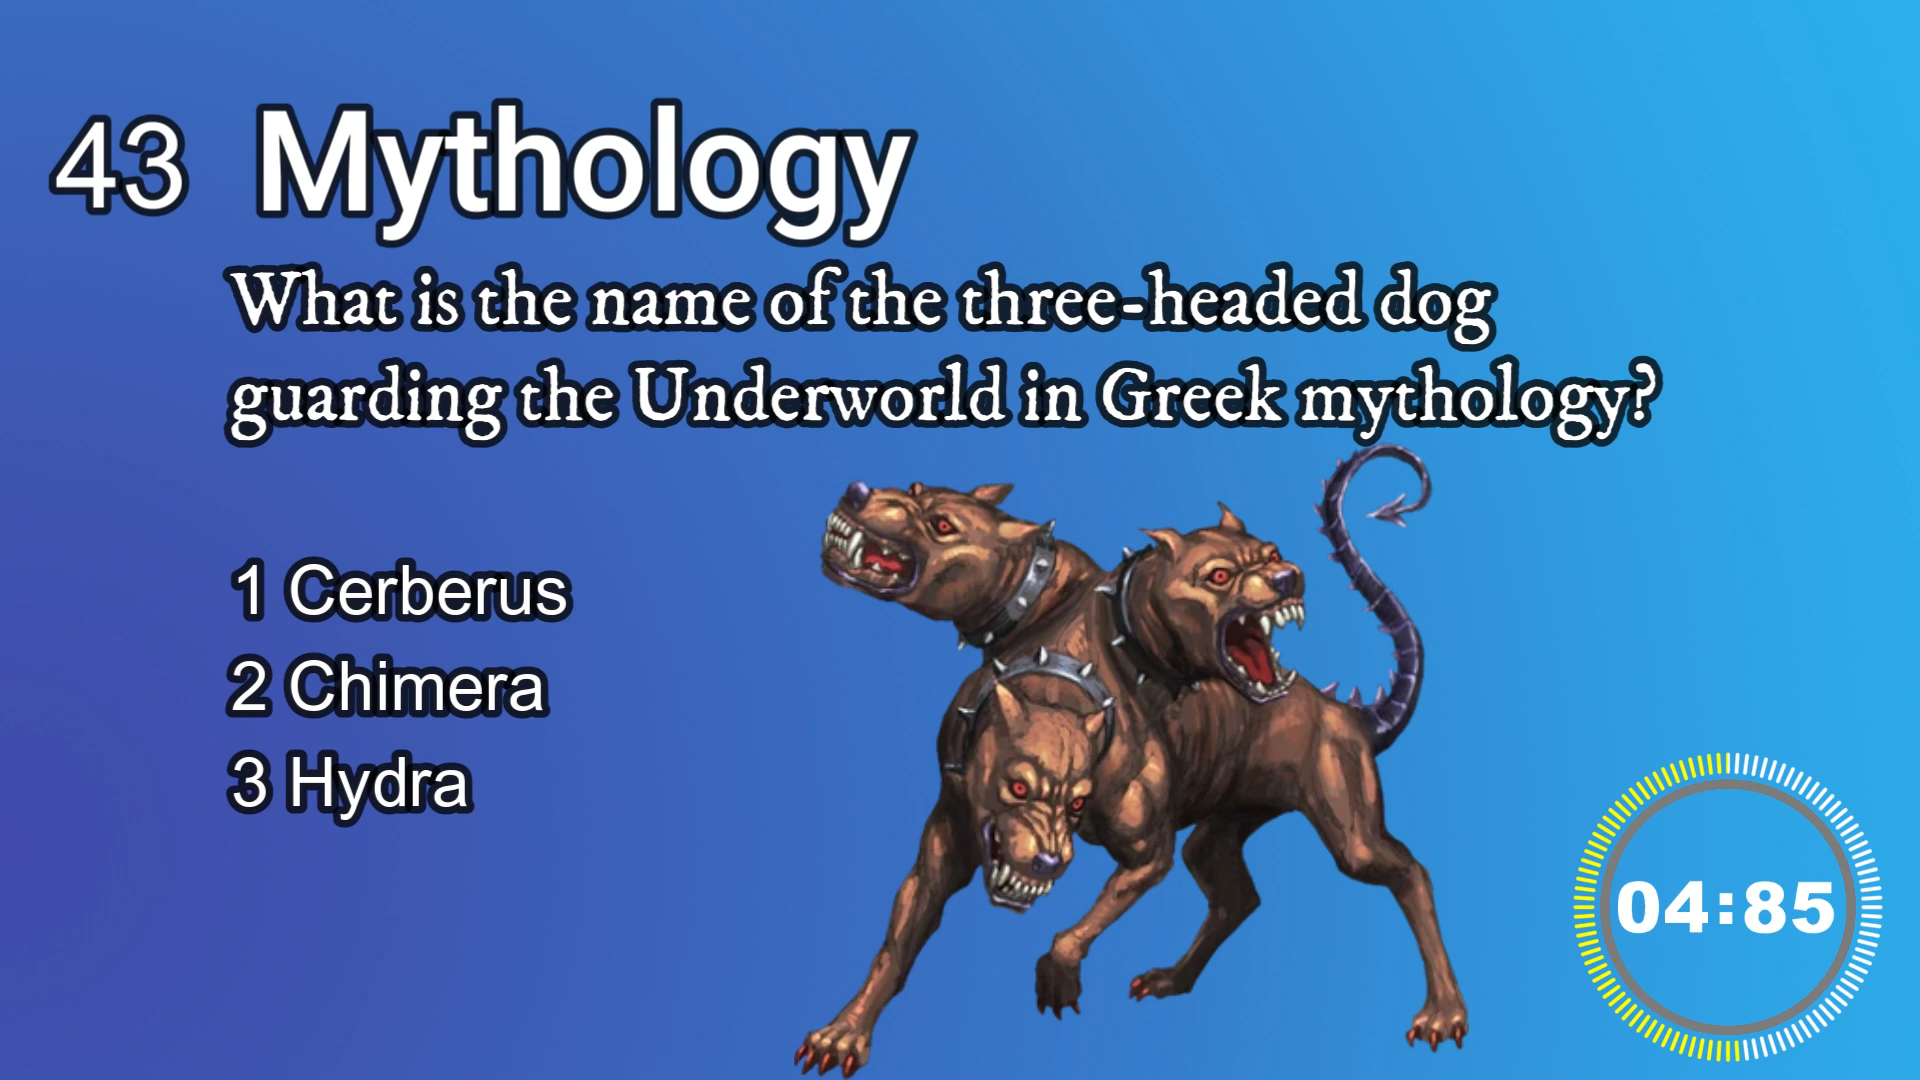 43 Mythology
What is the name of the three-headed dog
guarding the Underworld in Greek mythology?
1 Cerberus
2 Chimera
3 Hydra
04:85